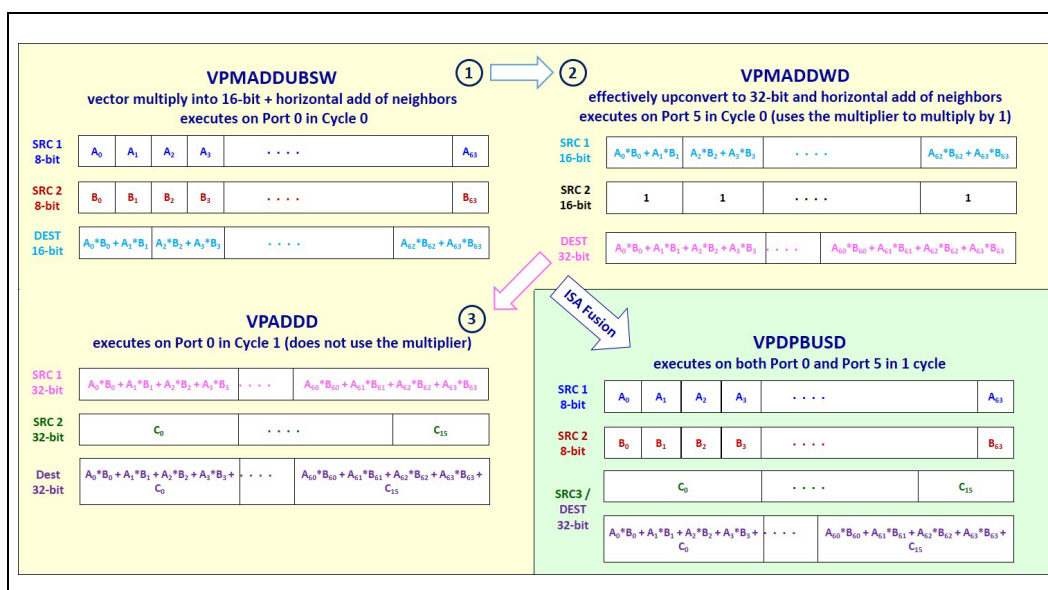 VPMADDUBSW
vector multiply into 16-bit + horizontal add of neighbors
executes on Port 0 in Cycle 0
1
SRC 1
8-bit
A₀ A₁ A₂ A₃ . . . . A₆₃
SRC 2
8-bit
B₀ B₁ B₂ B₃ . . . . B₆₃
DEST
16-bit
A₀*B₀ + A₁*B₁ A₂*B₂ + A₃*B₃ . . . . A₆₂*B₆₂ + A₆₃*B₆₃
2
VPMADDWD
effectively upconvert to 32-bit and horizontal add of neighbors
executes on Port 5 in Cycle 0 (uses the multiplier to multiply by 1)
SRC 1
16-bit
A₀*B₀ + A₁*B₁ A₂*B₂ + A₃*B₃ . . . . A₆₂*B₆₂ + A₆₃*B₆₃
SRC 2
16-bit
1 1 . . . . 1
DEST
32-bit
A₀*B₀ + A₁*B₁ + A₂*B₂ + A₃*B₃ . . . . A₆₀*B₆₀ + A₆₁*B₆₁ + A₆₂*B₆₂ + A₆₃*B₆₃
VPADDD
3
executes on Port 0 in Cycle 1 (does not use the multiplier)
SRC 1
32-bit
A₀*B₀ + A₁*B₁ + A₂*B₂ + A₃*B₃ . . . . A₆₀*B₆₀ + A₆₁*B₆₁ + A₆₂*B₆₂ + A₆₃*B₆₃
SRC 2
32-bit
C₀ . . . . C₁₅
Dest
32-bit
A₀*B₀ + A₁*B₁ + A₂*B₂ + A₃*B₃ + . . . . A₆₀*B₆₀ + A₆₁*B₆₁ + A₆₂*B₆₂ + A₆₃*B₆₃ +
C₀ C₁₅
ISA Fusion
VPDPBUSD
executes on both Port 0 and Port 5 in 1 cycle
SRC 1
8-bit
A₀ A₁ A₂ A₃ . . . . A₆₃
SRC 2
8-bit
B₀ B₁ B₂ B₃ . . . . B₆₃
SRC3 /
DEST
32-bit
C₀ . . . . C₁₅
A₀*B₀ + A₁*B₁ + A₂*B₂ + A₃*B₃ + . . . . A₆₀*B₆₀ + A₆₁*B₆₁ + A₆₂*B₆₂ + A₆₃*B₆₃ +
C₀ C₁₅